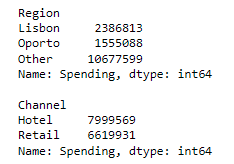 Region
Lisbon 2386813
Oporto 1555088
Other 10677599
Name: Spending, dtype: int64
Channel
Hotel 7999569
Retail 6619931
Name: Spending, dtype: int64